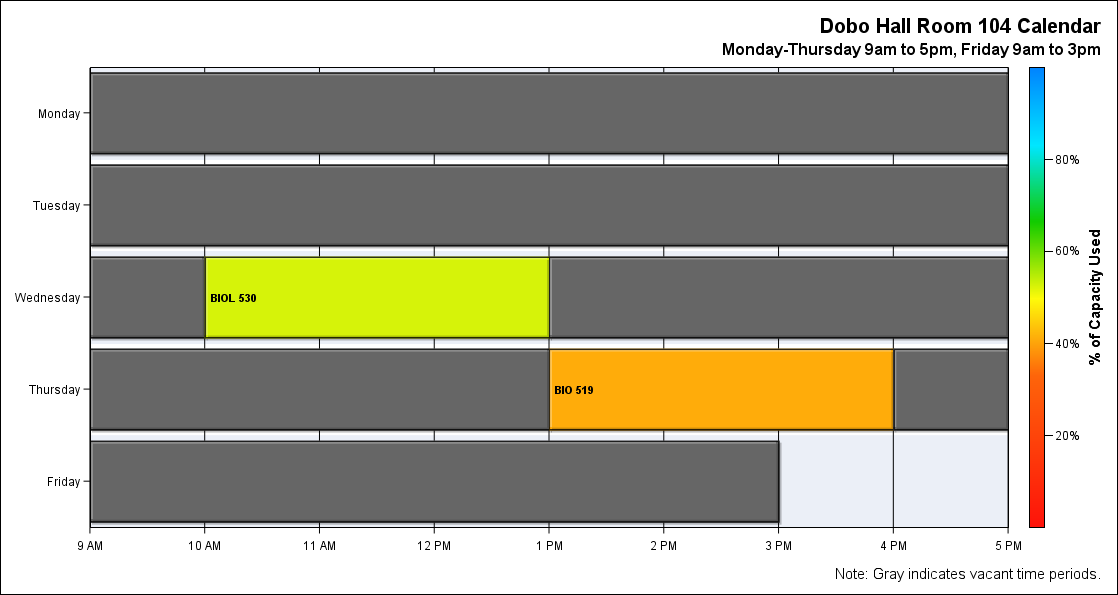 Dobo Hall Room 104 Calendar
Monday-Thursday 9am to 5pm, Friday 9am to 3pm
Monday
Tuesday
Wednesday
BIOL 530
Thursday
BIO 519
Friday
9 AM 10 AM 11 AM 12 PM 1 PM 2 PM 3 PM 4 PM 5 PM
80%
60%
40%
20%
% of Capacity Used
Note: Gray indicates vacant time periods.